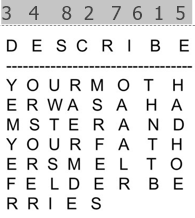 3 4 8 2 7 6 1 5
D E S C R I B E
--------------------------------
Y O U R M O T H
E R W A S A H A
M S T E R A N D
Y O U R F A T H
E R S M E L T O
F E L D E R B E
R R I E S